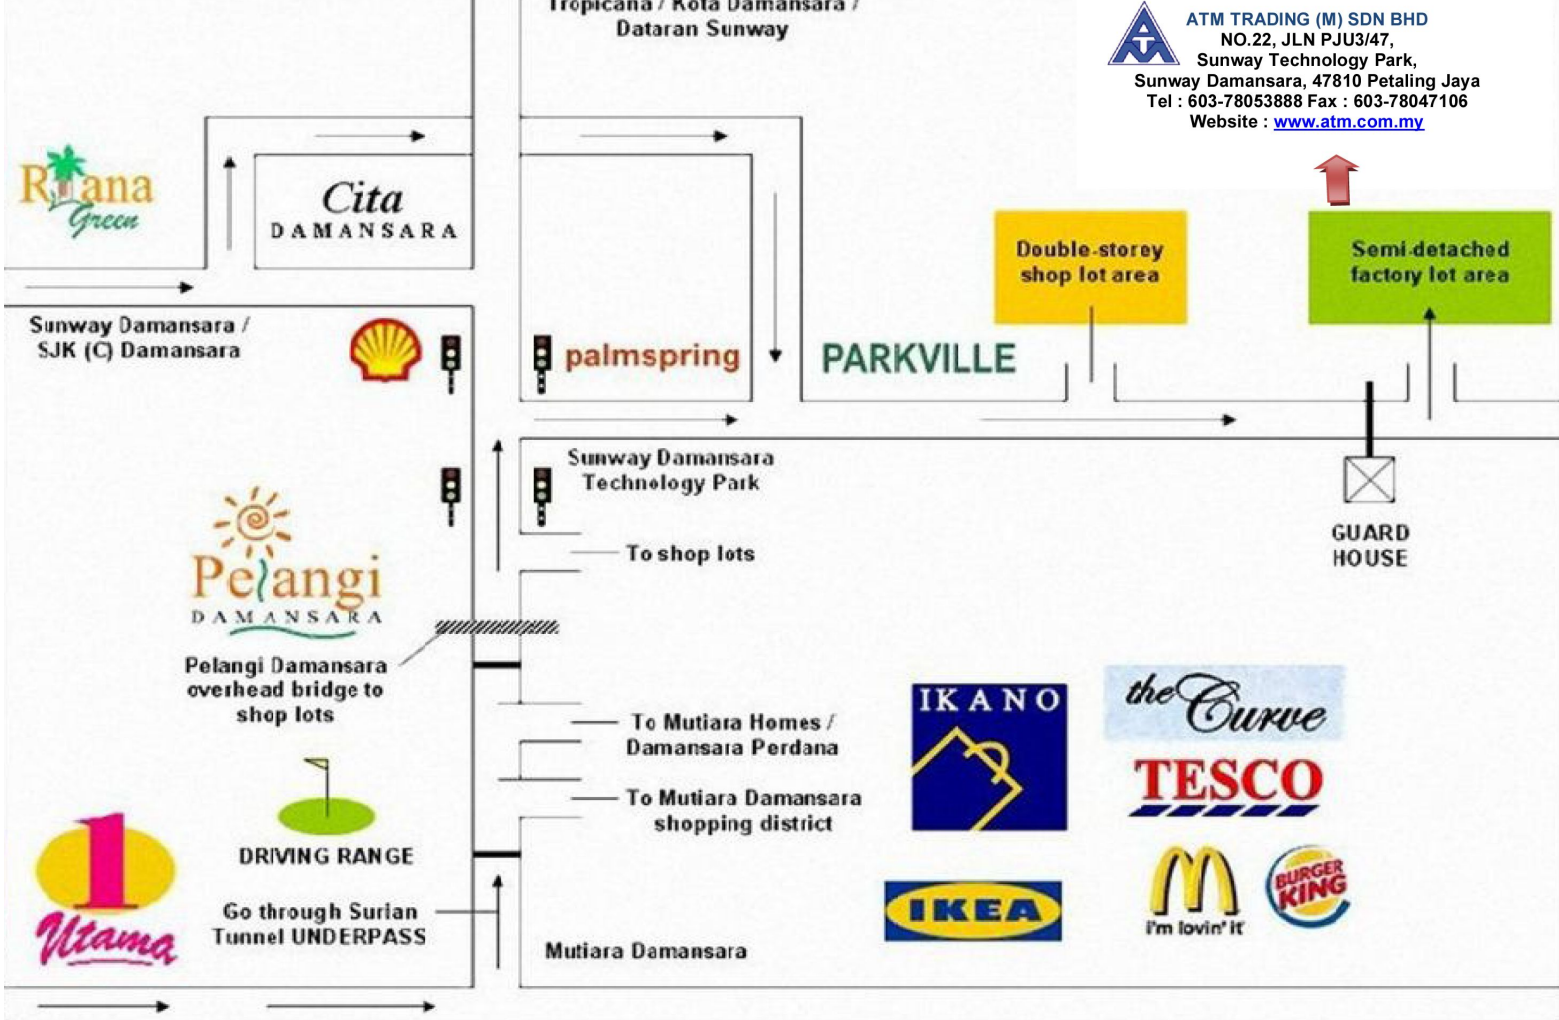 Tropicana / Kota Damansara /
Dataran Sunway
ATM
ATM TRADING (M) SDN BHD
NO.22, JLN PJU3/47,
Sunway Technology Park,
Sunway Damansara, 47810 Petaling Jaya
Tel : 603-78053888 Fax : 603-78047106
Website : www.atm.com.my
Riana
Green
Cita
DAMANSARA
Double-storey
shop lot area
Semi-detached
factory lot area
Sunway Damansara /
SJK (C) Damansara
palmspring
PARKVILLE
Sunway Damansara
Technology Park
To shop lots
GUARD
HOUSE
Pelangi
DAMANSARA
Pelangi Damansara
overhead bridge to
shop lots
To Mutiara Homes /
Damansara Perdana
To Mutiara Damansara
shopping district
IKANO
the Curve
TESCO
DRIVING RANGE
1
Utama
Go through Surian
Tunnel UNDERPASS
IKEA
i'm lovin' it
BURGER
KING
Mutiara Damansara